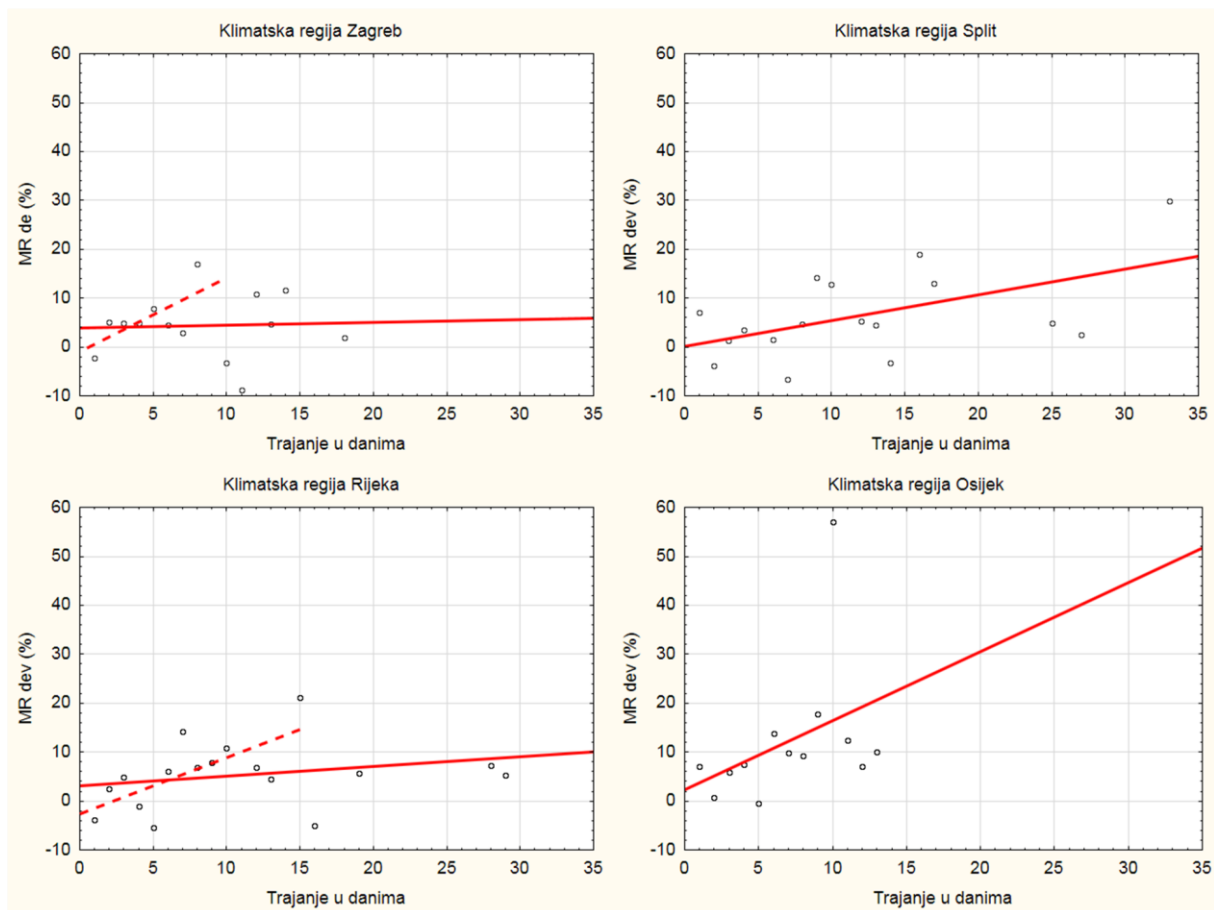 Klimatska regija Zagreb
60
50
40
30
20
10
0
-10
MR de (%)
0 5 10 15 20 25 30 35
Trajanje u danima
Klimatska regija Split
60
50
40
30
20
10
0
-10
MR dev (%)
0 5 10 15 20 25 30 35
Trajanje u danima
Klimatska regija Rijeka
60
50
40
30
20
10
0
-10
MR dev (%)
0 5 10 15 20 25 30 35
Trajanje u danima
Klimatska regija Osijek
60
50
40
30
20
10
0
-10
MR dev (%)
0 5 10 15 20 25 30 35
Trajanje u danima